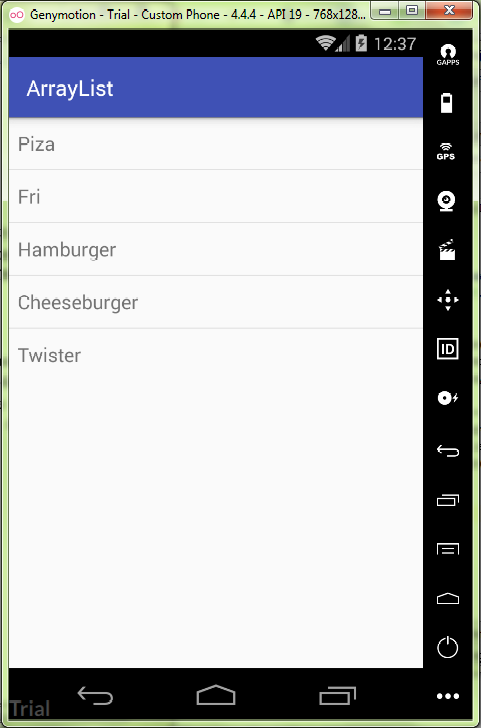 Genymotion - Trial - Custom Phone - 4.4.4 - API 19 - 768x128...
12:37
GAPPS
ArrayList
Piza
GPS
Fri
Hamburger
Cheeseburger
ID
Twister
Trial